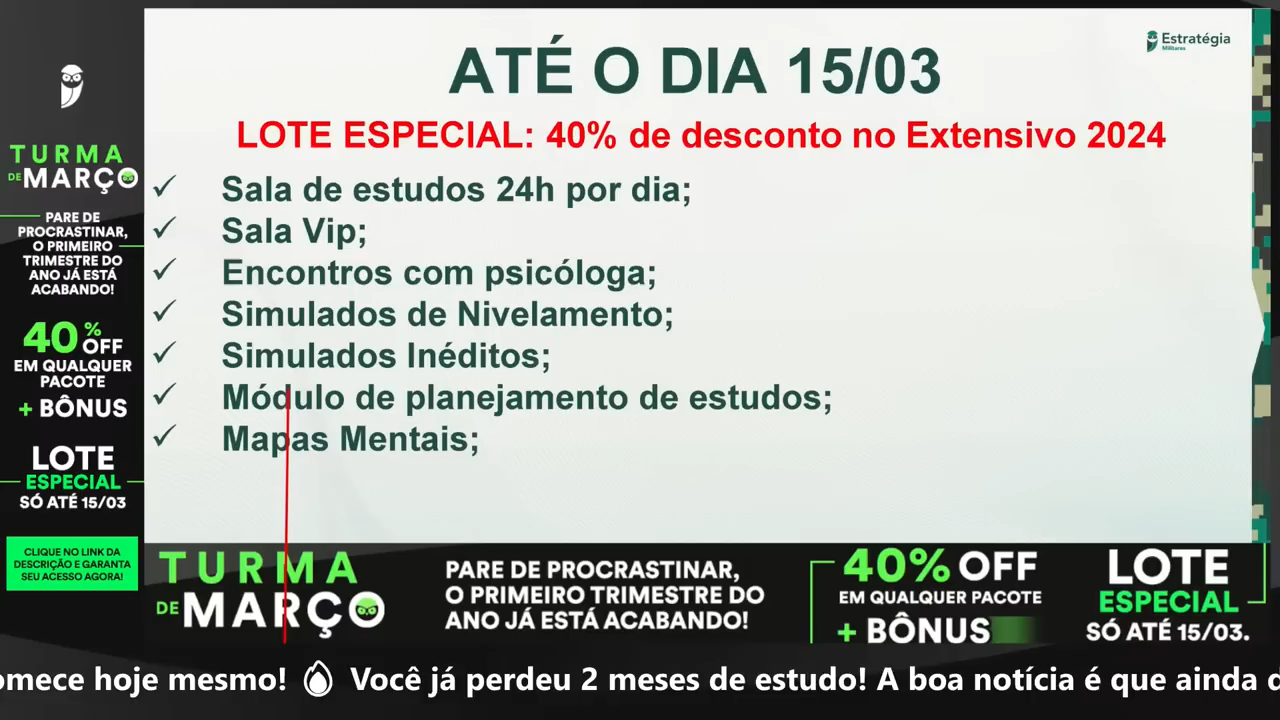 Estratégia
Militares
ATÉ O DIA 15/03
LOTE ESPECIAL: 40% de desconto no Extensivo 2024
Sala de estudos 24h por dia;
Sala Vip;
Encontros com psicóloga;
Simulados de Nivelamento;
Simulados Inéditos;
Módulo de planejamento de estudos;
Mapas Mentais;
TURMA
DE MARÇO
PARE DE
PROCRASTINAR,
O PRIMEIRO
TRIMESTRE DO
ANO JÁ ESTÁ
ACABANDO!
40% OFF
EM QUALQUER
PACOTE
+ BÔNUS
LOTE
ESPECIAL
SÓ ATÉ 15/03
CLIQUE NO LINK DA
DESCRIÇÃO E GARANTA
SEU ACESSO AGORA!
TURMA
DE MARÇO
PARE DE PROCRASTINAR,
O PRIMEIRO TRIMESTRE DO
ANO JÁ ESTÁ ACABANDO!
40% OFF
EM QUALQUER PACOTE
+ BÔNUS
LOTE
ESPECIAL
SÓ ATÉ 15/03.
omece hoje mesmo! Você já perdeu 2 meses de estudo! A boa notícia é que ainda